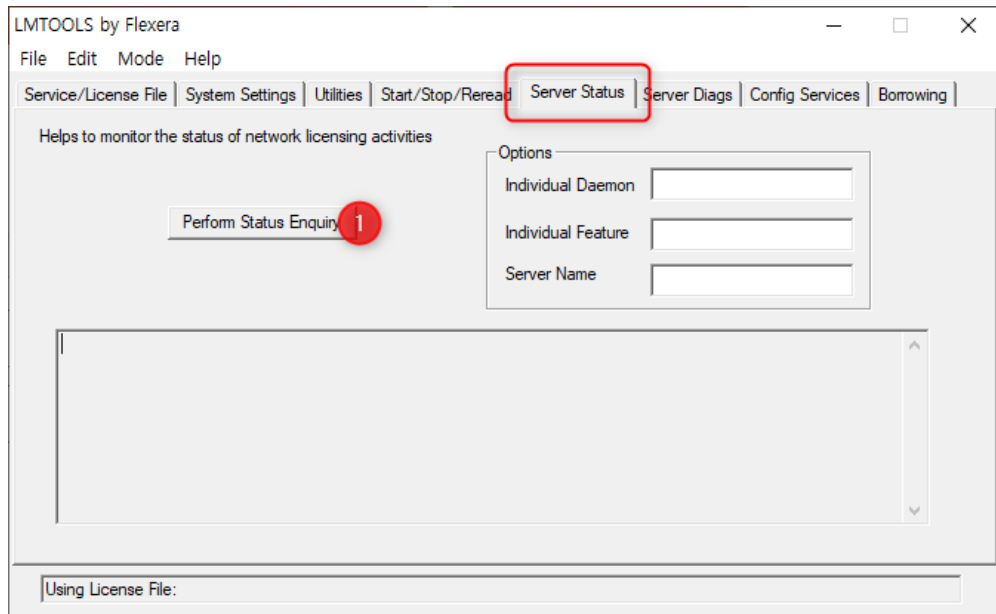 LMTOOLS by Flexera
File Edit Mode Help
Service/License File System Settings Utilities Start/Stop/Reread Server Status Server Diags Config Services Borrowing
Helps to monitor the status of network licensing activities
Options
Individual Daemon
Perform Status Enquiry 1
Individual Feature
Server Name
Using License File: